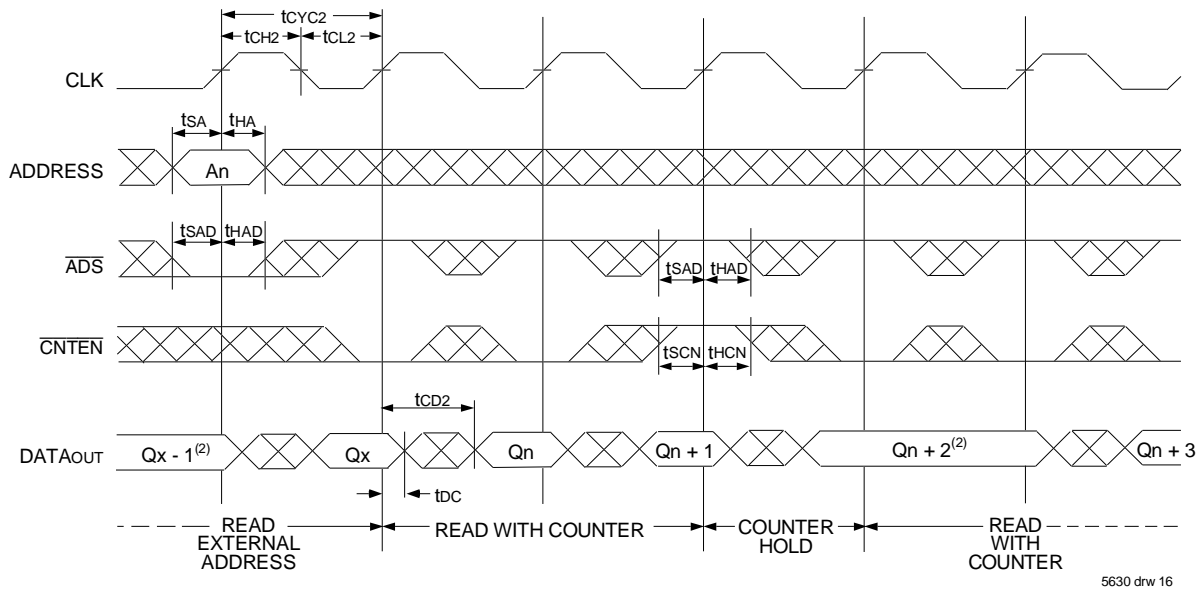 tCYC2
tCH2 tCL2
CLK
tSA tHA
ADDRESS An
tSAD tHAD
ADS
tSAD tHAD
CNTEN
tSCN tHCN
tCD2
DATAOUT Qx - 1(2) Qx Qn Qn + 1 Qn + 2(2) Qn + 3
tDC
READ EXTERNAL ADDRESS
READ WITH COUNTER
COUNTER HOLD
READ WITH COUNTER
5630 drw 16